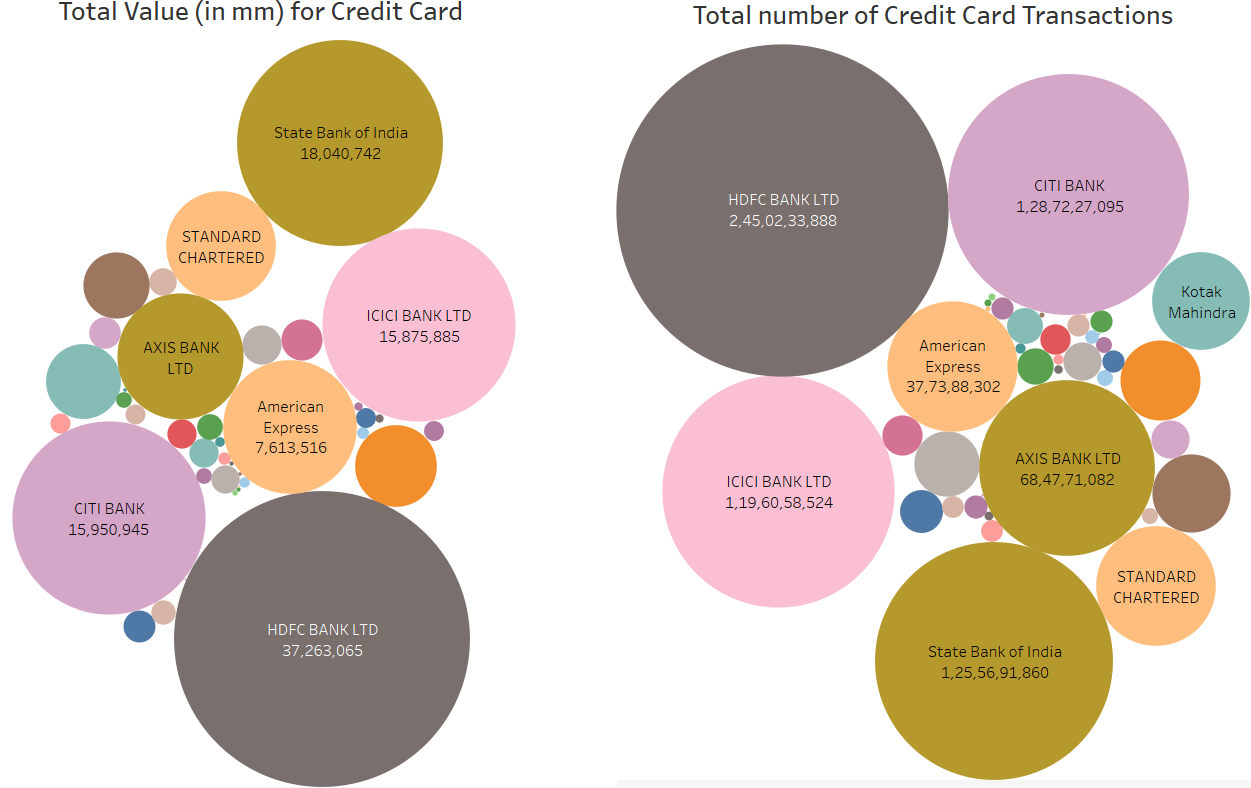 Total Value (in mm) for Credit Card
State Bank of India
18,040,742
STANDARD
CHARTERED
ICICI BANK LTD
15,875,885
AXIS BANK
LTD
American
Express
7,613,516
CITI BANK
15,950,945
HDFC BANK LTD
37,263,065
Total number of Credit Card Transactions
HDFC BANK LTD
2,45,02,33,888
CITI BANK
1,28,72,27,095
Kotak
Mahindra
American
Express
37,73,88,302
ICICI BANK LTD
1,19,60,58,524
AXIS BANK LTD
68,47,71,082
STANDARD
CHARTERED
State Bank of India
1,25,56,91,860